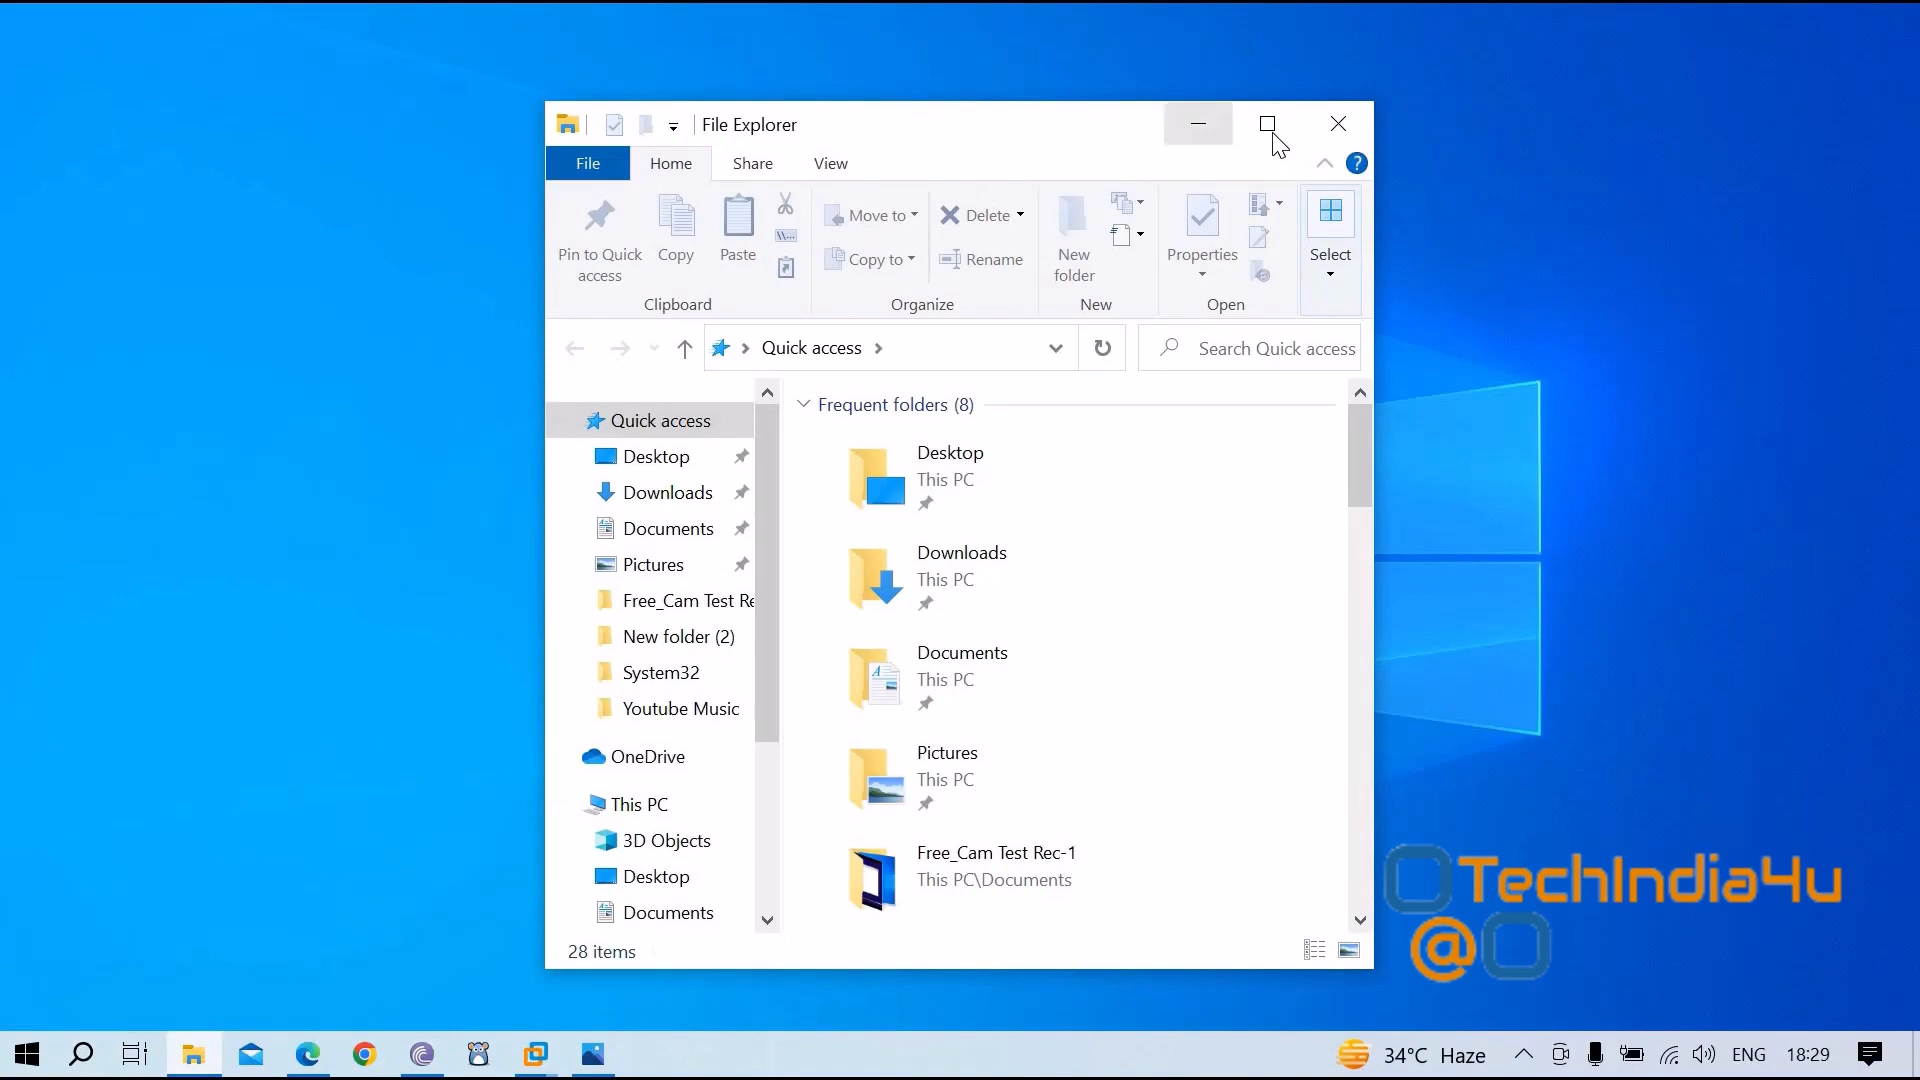 File Explorer
File Home Share View
Pin to Quick access
Copy
Paste
Move to
Copy to
Delete
Rename
New folder
Properties
Select
Clipboard Organize New Open
Quick access
Search Quick access
Quick access
Desktop
Downloads
Documents
Pictures
Free_Cam Test Re
New folder (2)
System32
Youtube Music
OneDrive
This PC
3D Objects
Desktop
Documents
Frequent folders (8)
Desktop
This PC
Downloads
This PC
Documents
This PC
Pictures
This PC
Free_Cam Test Rec-1
This PC\Documents
28 items
TechIndia4u
@
34°C Haze
ENG
18:29